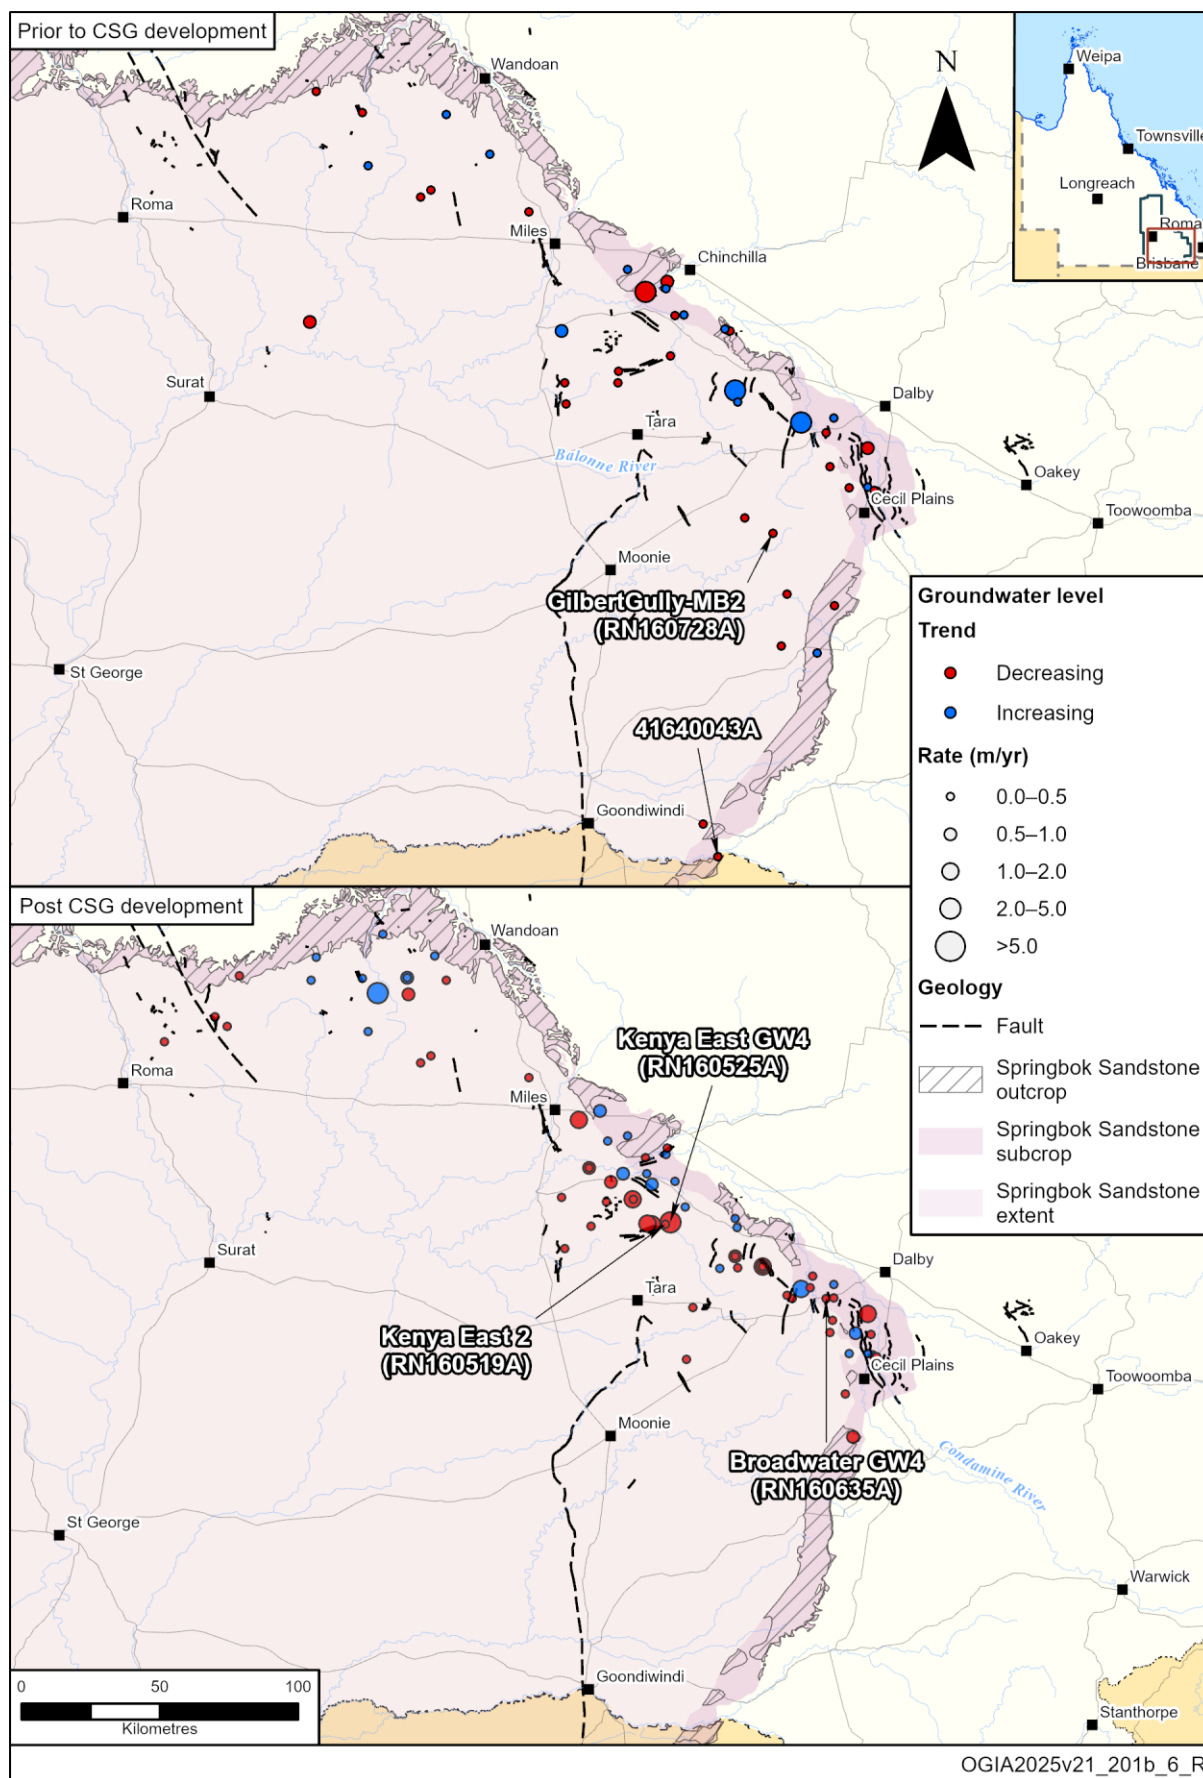 Prior to CSG development
Wandoan
N
Weipa
Townsville
Longreach
Roma
Brisbane
Roma
Miles
Chinchilla
Surat
Dalby
Tara
Balonne River
Oakey
Cecil Plains
Toowoomba
Moonie
GilbertGully-MB2
(RN160728A)
St George
41640043A
Goondiwindi
Groundwater level
Trend
Decreasing
Increasing
Rate (m/yr)
0.0–0.5
0.5–1.0
1.0–2.0
2.0–5.0
>5.0
Geology
Fault
Springbok Sandstone
outcrop
Springbok Sandstone
subcrop
Springbok Sandstone
extent
Post CSG development
Wandoan
Kenya East GW4
(RN160525A)
Roma
Miles
Surat
Dalby
Tara
Kenya East 2
(RN160519A)
Oakey
Cecil Plains
Toowoomba
Moonie
Condamine River
Broadwater GW4
(RN160635A)
St George
Warwick
Goondiwindi
0 50 100
Kilometres
Stanthorpe
OGIA2025v21_201b_6_R